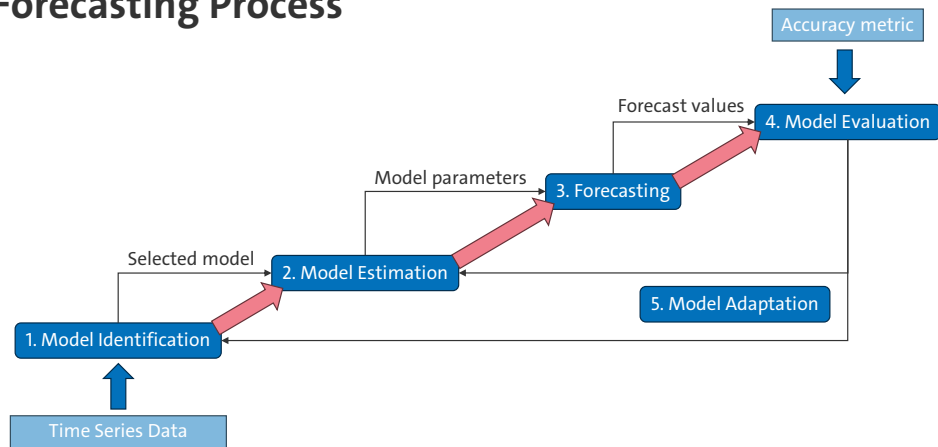 Forecasting Process
Accuracy metric
Forecast values
4. Model Evaluation
Model parameters
3. Forecasting
Selected model
2. Model Estimation
5. Model Adaptation
1. Model Identification
Time Series Data